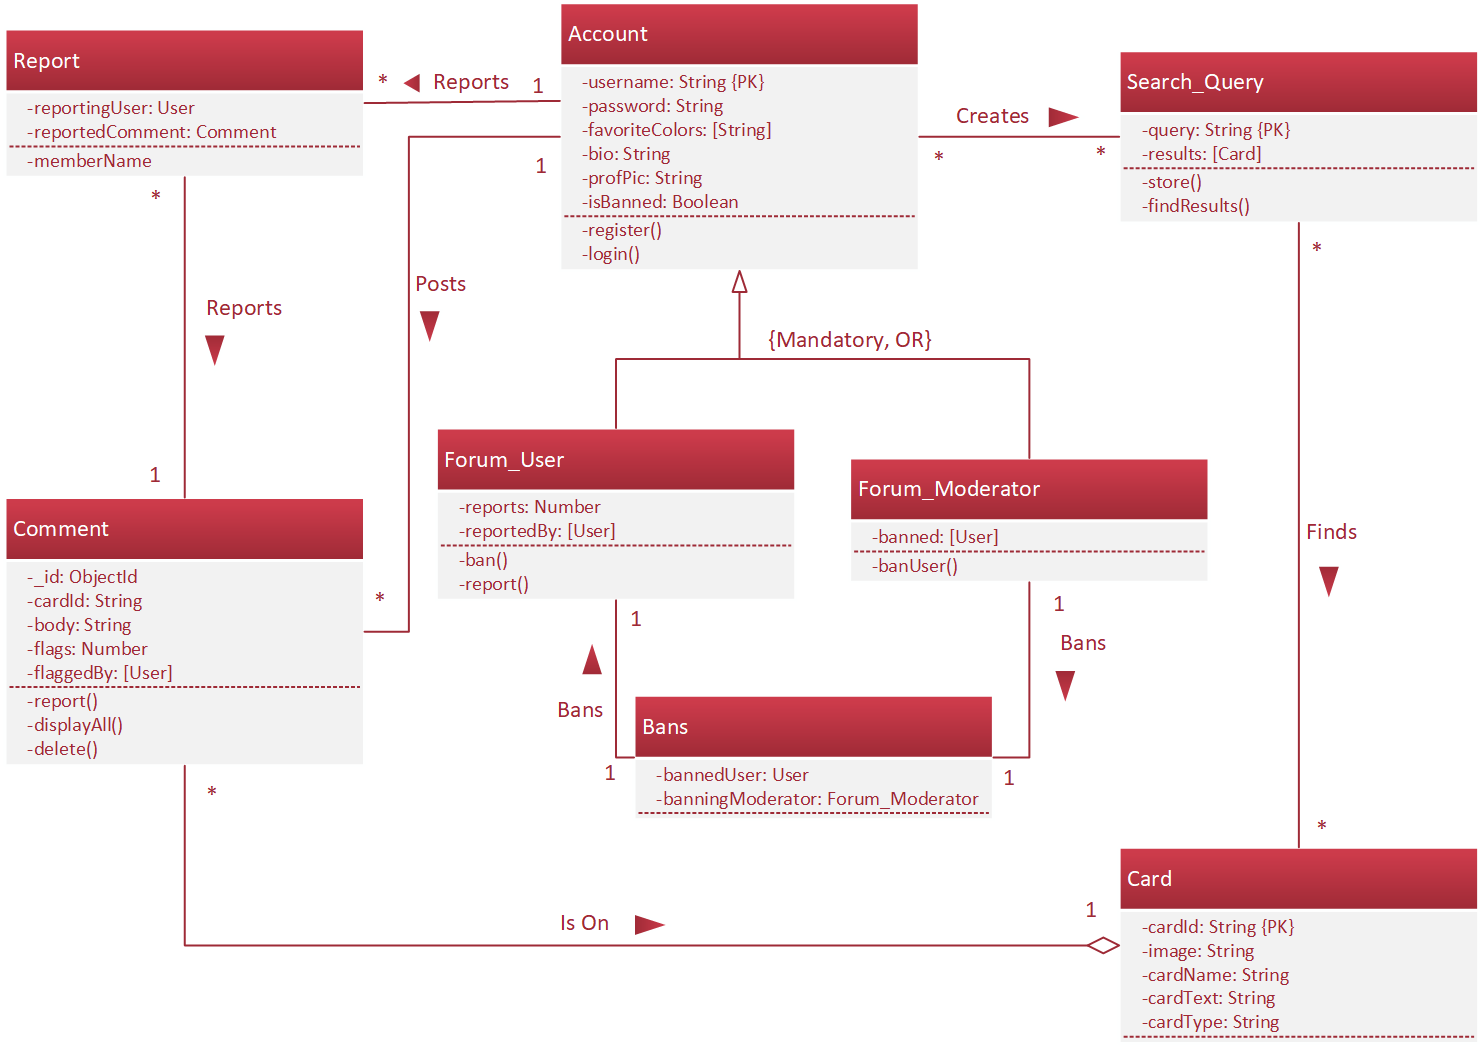 Report
-reportingUser: User
-reportedComment: Comment
-memberName
* Reports 1
Account
-username: String {PK}
-password: String
-favoriteColors: [String]
-bio: String
-profPic: String
-isBanned: Boolean
-register()
-login()
Creates
* *
Search_Query
-query: String {PK}
-results: [Card]
-store()
-findResults()
*
Reports
1
1
Posts
*
{Mandatory, OR}
*
Finds
*
Forum_User
-reports: Number
-reportedBy: [User]
-ban()
-report()
Forum_Moderator
-banned: [User]
-banUser()
Comment
-_id: ObjectId
-cardId: String
-body: String
-flags: Number
-flaggedBy: [User]
-report()
-displayAll()
-delete()
1
Bans
1
1
Bans
1
Bans
-bannedUser: User
-banningModerator: Forum_Moderator
*
Is On
1
Card
-cardId: String {PK}
-image: String
-cardName: String
-cardText: String
-cardType: String